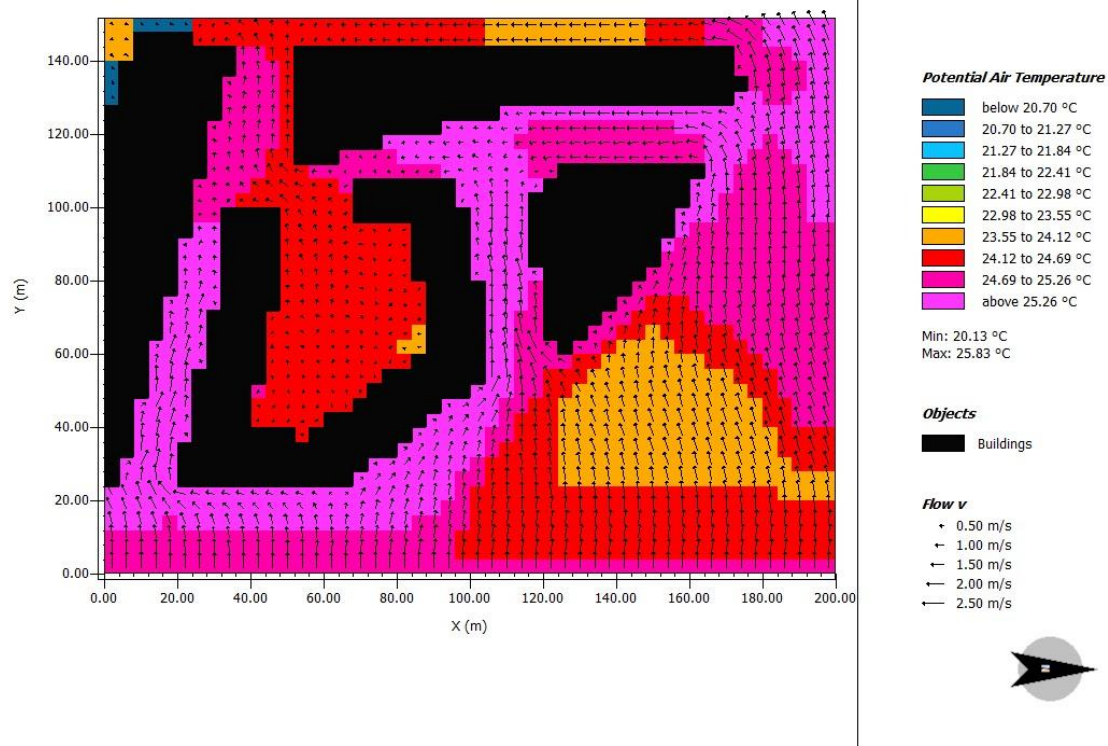 140.00
120.00
100.00
80.00
60.00
40.00
20.00
0.00
Y (m)
0.00 20.00 40.00 60.00 80.00 100.00 120.00 140.00 160.00 180.00 200.00
X (m)
Potential Air Temperature
below 20.70 °C
20.70 to 21.27 °C
21.27 to 21.84 °C
21.84 to 22.41 °C
22.41 to 22.98 °C
22.98 to 23.55 °C
23.55 to 24.12 °C
24.12 to 24.69 °C
24.69 to 25.26 °C
above 25.26 °C
Min: 20.13 °C
Max: 25.83 °C
Objects
Buildings
Flow v
0.50 m/s
1.00 m/s
1.50 m/s
2.00 m/s
2.50 m/s